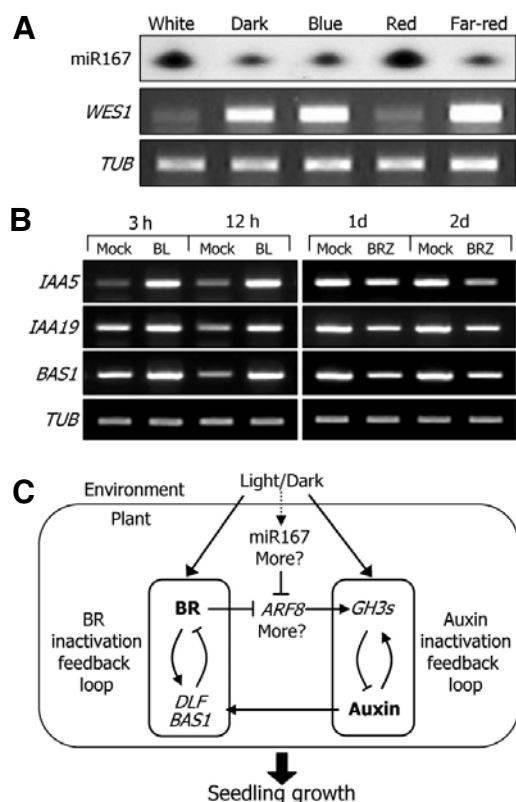 A
White Dark Blue Red Far-red
miR167
WES1
TUB
B
3 h 12 h 1d 2d
Mock BL Mock BL Mock BRZ Mock BRZ
IAA5
IAA19
BAS1
TUB
C
Environment
Light/Dark
Plant
miR167
More?
BR
inactivation
feedback
loop
BR
ARF8
More?
GH3s
DLF
BAS1
Auxin
Auxin
inactivation
feedback
loop
Seedling growth